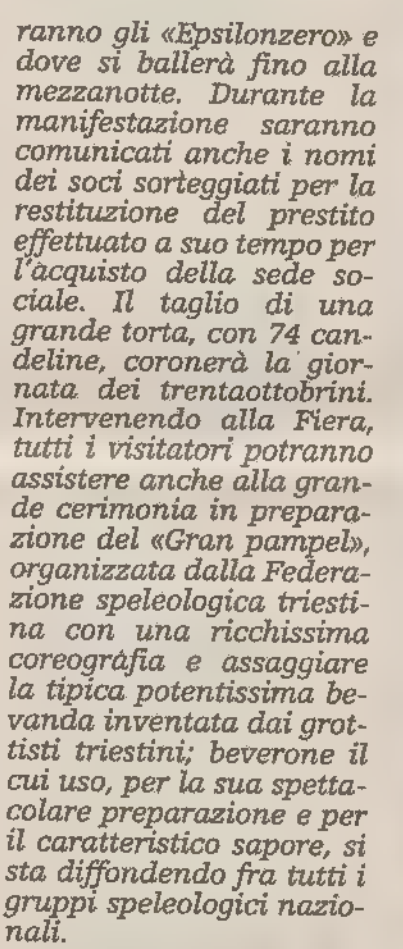 ranno gli «Epsilonzero» e
dove si ballerà fino alla
mezzanotte. Durante la
manifestazione saranno
comunicati anche i nomi
dei soci sorteggiati per la
restituzione del prestito
effettuato a suo tempo per
l'acquisto della sede so-
ciale. Il taglio di una
grande torta, con 74 can-
deline, coronerà la gior-
nata dei trentaottobrini.
Intervenendo alla Fiera,
tutti i visitatori potranno
assistere anche alla gran-
de cerimonia in prepara-
zione del «Gran pampel»,
organizzata dalla Federa-
zione speleologica triesti-
na con una ricchissima
coreografia e assaggiare
la tipica potentissima be-
vanda inventata dai grot-
tisti triestini; beverone il
cui uso, per la sua spetta-
colare preparazione e per
il caratteristico sapore, si
sta diffondendo fra tutti i
gruppi speleologici nazio-
nali.